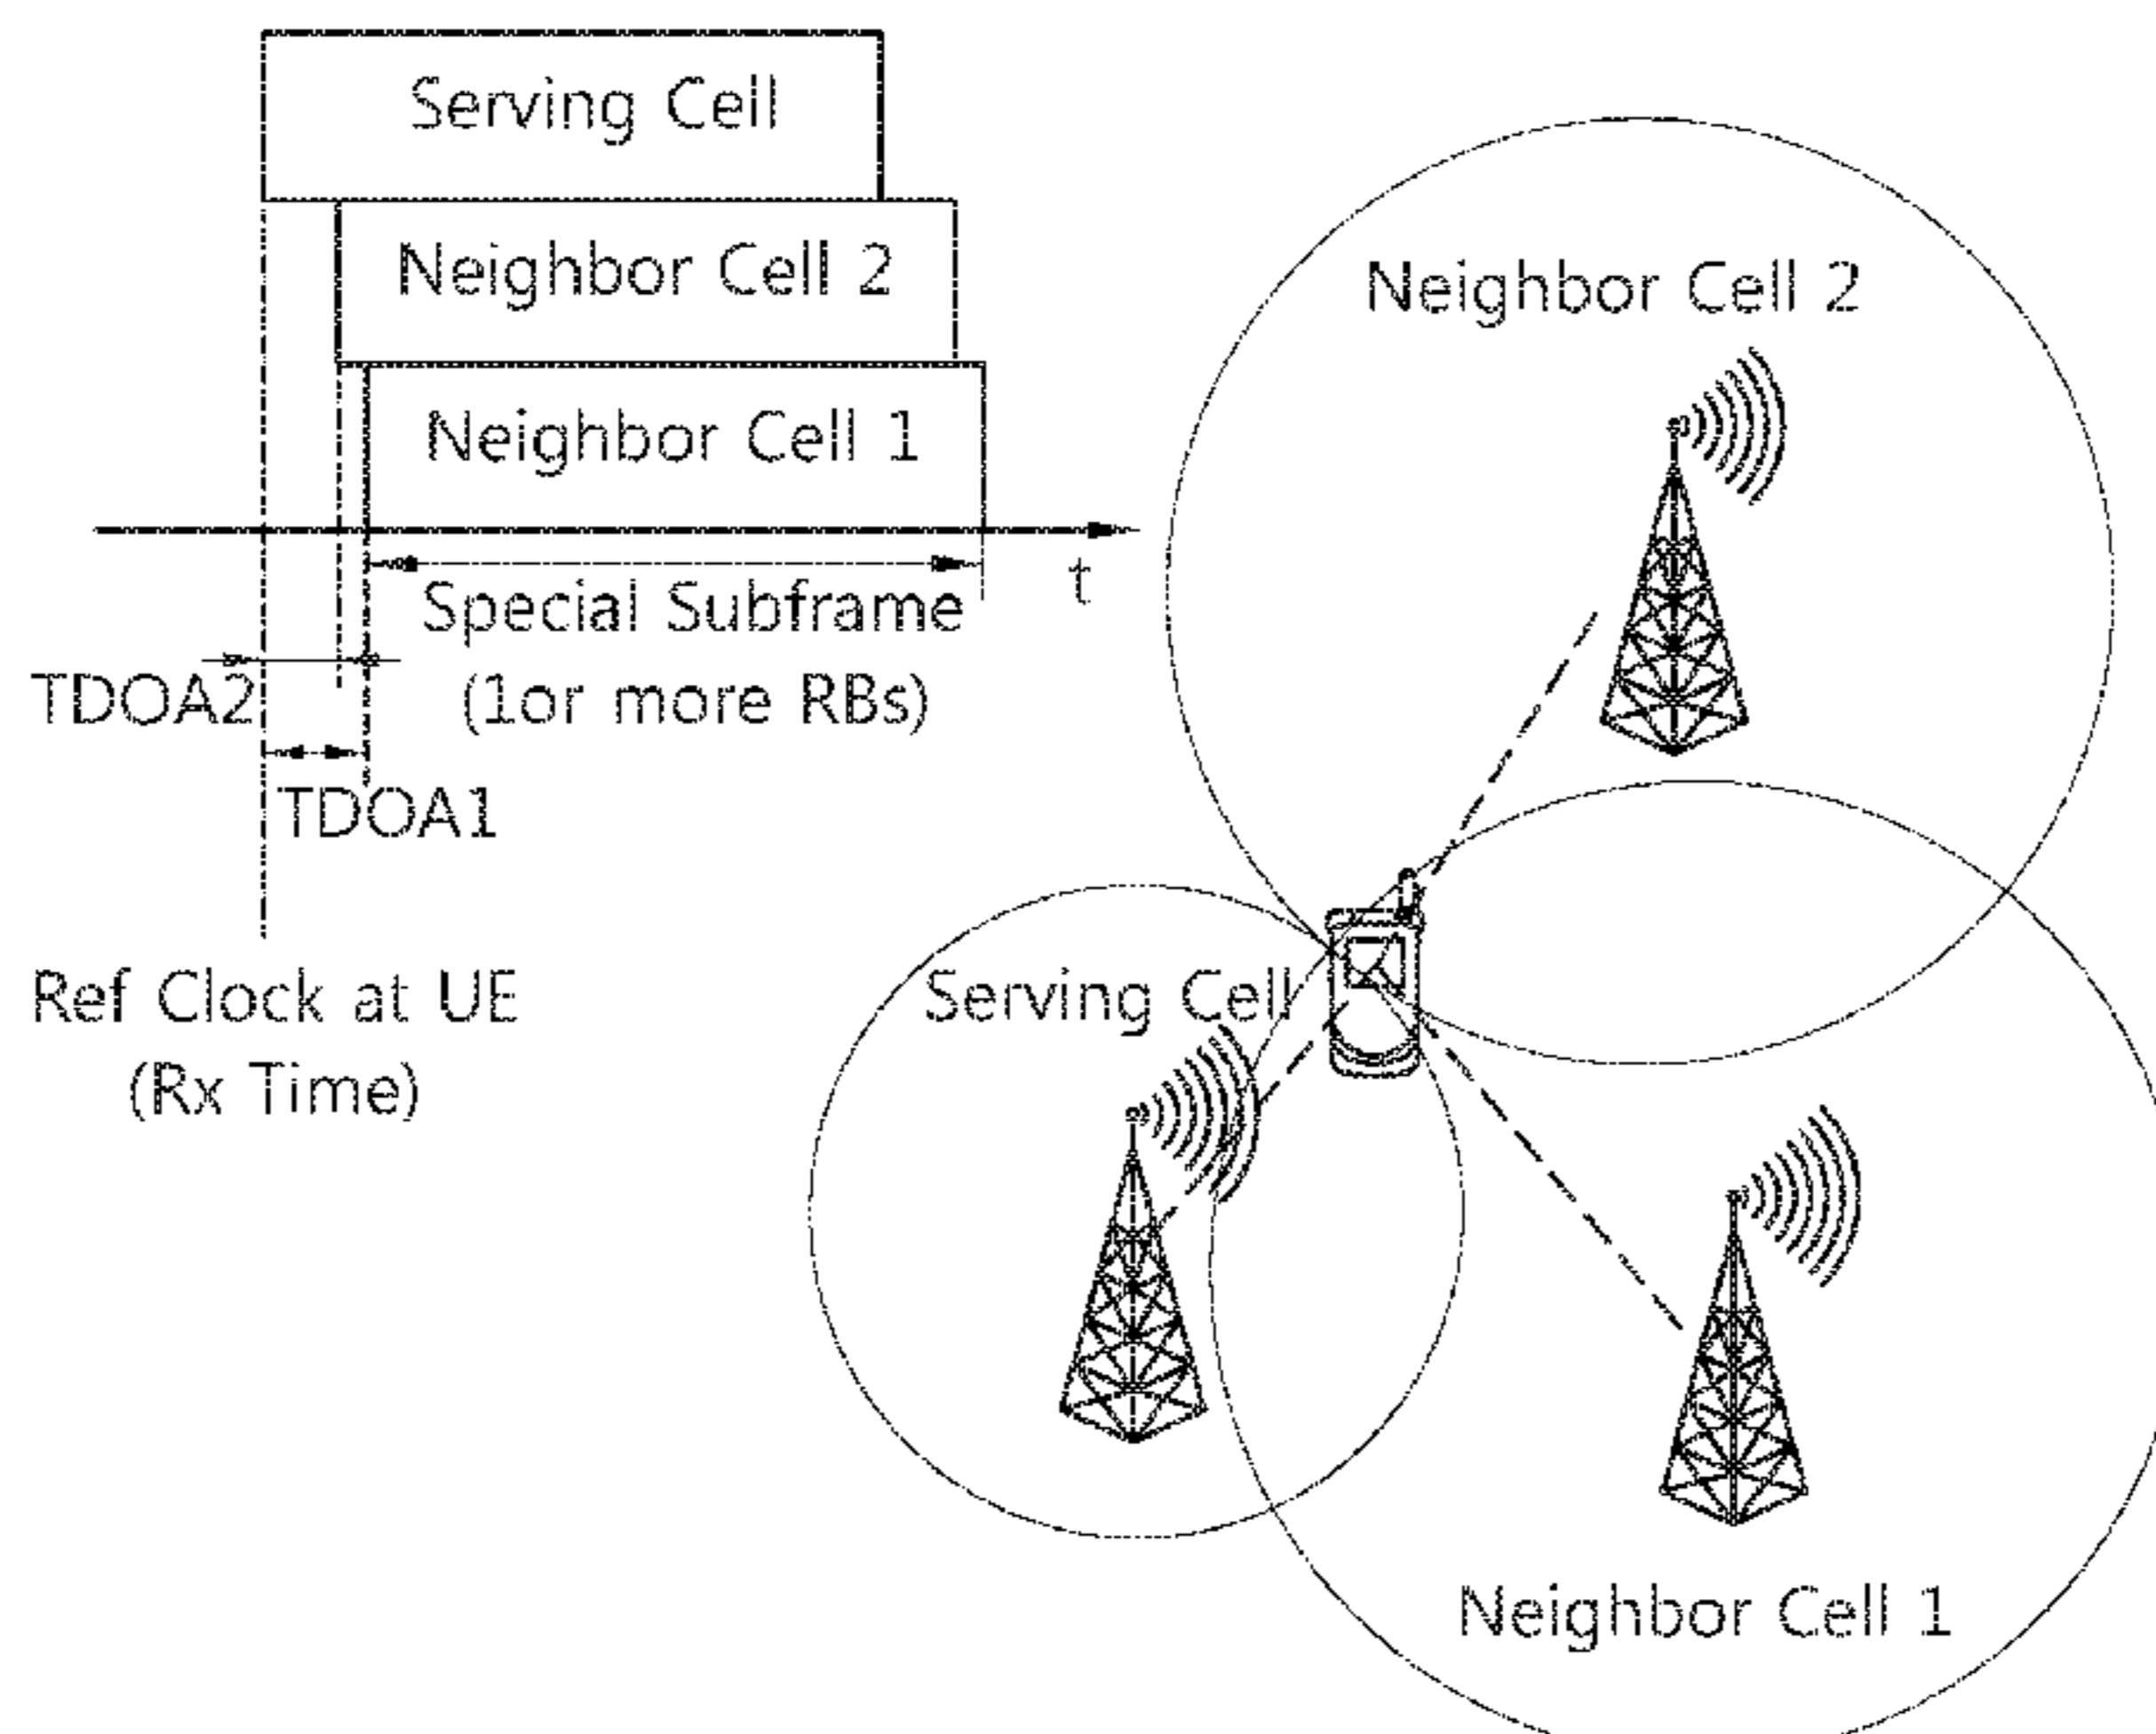 Serving Cell
Neighbor Cell 2
Neighbor Cell 1
t
Special Subframe
(1or more RBs)
TDOA2
TDOA1
Ref Clock at UE
(Rx Time)
Neighbor Cell 2
Serving Cell
Neighbor Cell 1